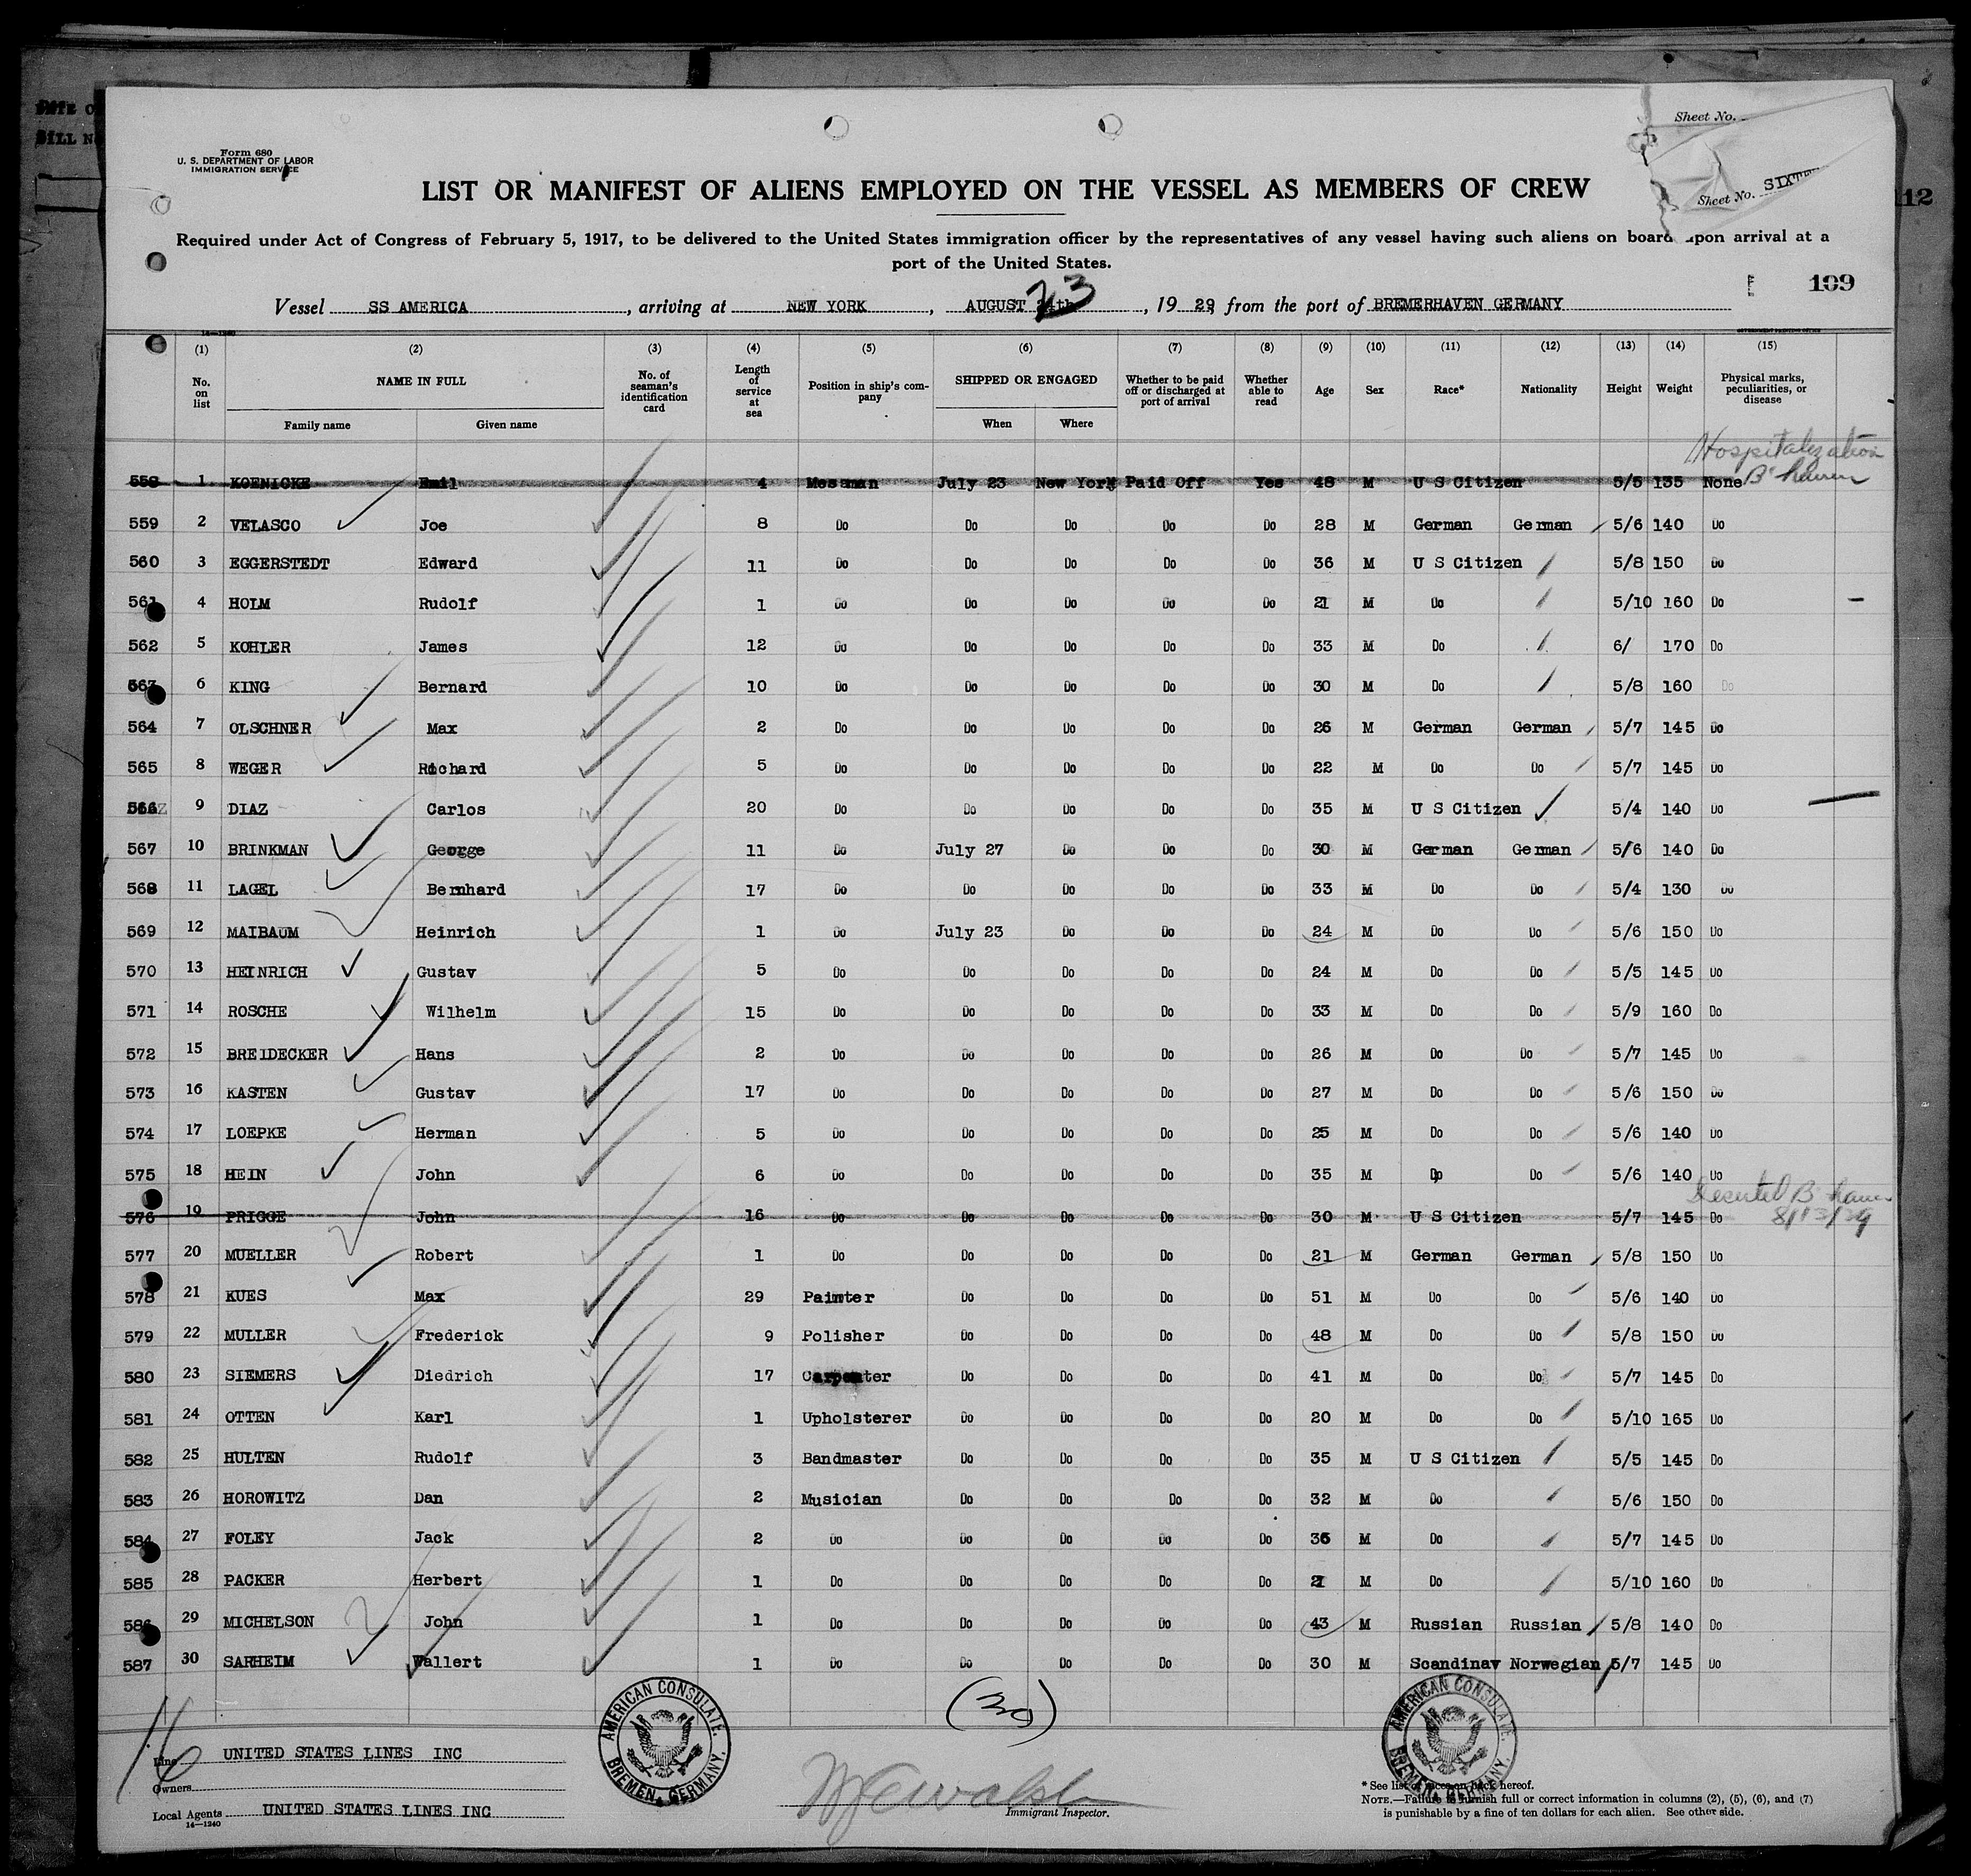 DATE O
BILL No
Form 680
U. S. DEPARTMENT OF LABOR
IMMIGRATION SERVICE
Sheet No.
Sheet No. SIXTE
112
LIST OR MANIFEST OF ALIENS EMPLOYED ON THE VESSEL AS MEMBERS OF CREW
Required under Act of Congress of February 5, 1917, to be delivered to the United States immigration officer by the representatives of any vessel having such aliens on board upon arrival at a
port of the United States.
109
Vessel SS AMERICA, arriving at NEW YORK, AUGUST 24th 23, 1929, from the port of BREMERHAVEN GERMANY
14-1240
(1) (2) (3) (4) (5) (6) (7) (8) (9) (10) (11) (12) (13) (14) (15)
No. on list NAME IN FULL Family name Given name No. of seaman's identification card Length of service at sea Position in ship's company SHIPPED OR ENGAGED When Where Whether to be paid off or discharged at port of arrival Whether able to read Age Sex Race* Nationality Height Weight Physical marks, peculiarities, or disease
Hospitalization
B'haven
558 1 KOENICKE Emil 4 Messman July 23 New York Paid Off Yes 48 M U S Citizen 5/5 135 None
559 2 VELASCO Joe 8 Do Do Do Do Do 28 M German German 5/6 140 Do
560 3 EGGERSTEDT Edward 11 Do Do Do Do Do 36 M U S Citizen 5/8 150 Do
561 4 HOLM Rudolf 1 Do Do Do Do Do 21 M Do 5/10 160 Do
562 5 KOHLER James 12 Do Do Do Do Do 33 M Do 6/ 170 Do
563 6 KING Bernard 10 Do Do Do Do Do 30 M Do 5/8 160 Do
564 7 OLSCHNER Max 2 Do Do Do Do Do 26 M German German 5/7 145 Do
565 8 WEGER Richard 5 Do Do Do Do Do 22 M Do Do 5/7 145 Do
566 9 DIAZ Carlos 20 Do Do Do Do Do 35 M U S Citizen 5/4 140 Do
567 10 BRINKMAN George 11 Do July 27 Do Do Do 30 M German German 5/6 140 Do
568 11 LAGEL Bernhard 17 Do Do Do Do Do 33 M Do Do 5/4 130 Do
569 12 MAIBAUM Heinrich 1 Do July 23 Do Do Do 24 M Do Do 5/6 150 Do
570 13 HEINRICH Gustav 5 Do Do Do Do Do 24 M Do Do 5/5 145 Do
571 14 ROSCHE Wilhelm 15 Do Do Do Do Do 33 M Do Do 5/9 160 Do
572 15 BREIDECKER Hans 2 Do Do Do Do Do 26 M Do Do 5/7 145 Do
573 16 KASTEN Gustav 17 Do Do Do Do Do 27 M Do Do 5/6 150 Do
574 17 LOEPKE Herman 5 Do Do Do Do Do 25 M Do Do 5/6 140 Do
575 18 HEIN John 6 Do Do Do Do Do 35 M Do Do 5/6 140 Do
576 19 PRIGGE John 16 Do Do Do Do Do 30 M U S Citizen 5/7 145 Do
577 20 MUELLER Robert 1 Do Do Do Do Do 21 M German German 5/8 150 Do
578 21 KUES Max 29 Painter Do Do Do Do 51 M Do Do 5/6 140 Do
579 22 MULLER Frederick 9 Polisher Do Do Do Do 48 M Do Do 5/8 150 Do
580 23 SIEMERS Diedrich 17 Carpenter Do Do Do Do 41 M Do Do 5/7 145 Do
581 24 OTTEN Karl 1 Upholsterer Do Do Do Do 20 M Do Do 5/10 165 Do
582 25 HULTEN Rudolf 3 Bandmaster Do Do Do Do 35 M U S Citizen 5/5 145 Do
583 26 HOROWITZ Dan 2 Musician Do Do Do Do 32 M Do 5/6 150 Do
584 27 FOLEY Jack 2 Do Do Do Do Do 36 M Do 5/7 145 Do
585 28 PACKER Herbert 1 Do Do Do Do Do 21 M Do 5/10 160 Do
586 29 MICHELSON John 1 Do Do Do Do Do 43 M Russian Russian 5/8 140 Do
587 30 SARHEIM Wallert 1 Do Do Do Do Do 30 M Scandinav Norwegian 5/7 145 Do
(30)
16
AMERICAN CONSULATE. BREMEN, GERMANY.
AMERICAN CONSULATE. BREMEN, GERMANY.
Line UNITED STATES LINES INC
Owners
Local Agents UNITED STATES LINES INC
14-1240
Immigrant Inspector.
* See list of races on back hereof.
NOTE.—Failure to furnish full or correct information in columns (2), (5), (6), and (7)
is punishable by a fine of ten dollars for each alien. See other side.